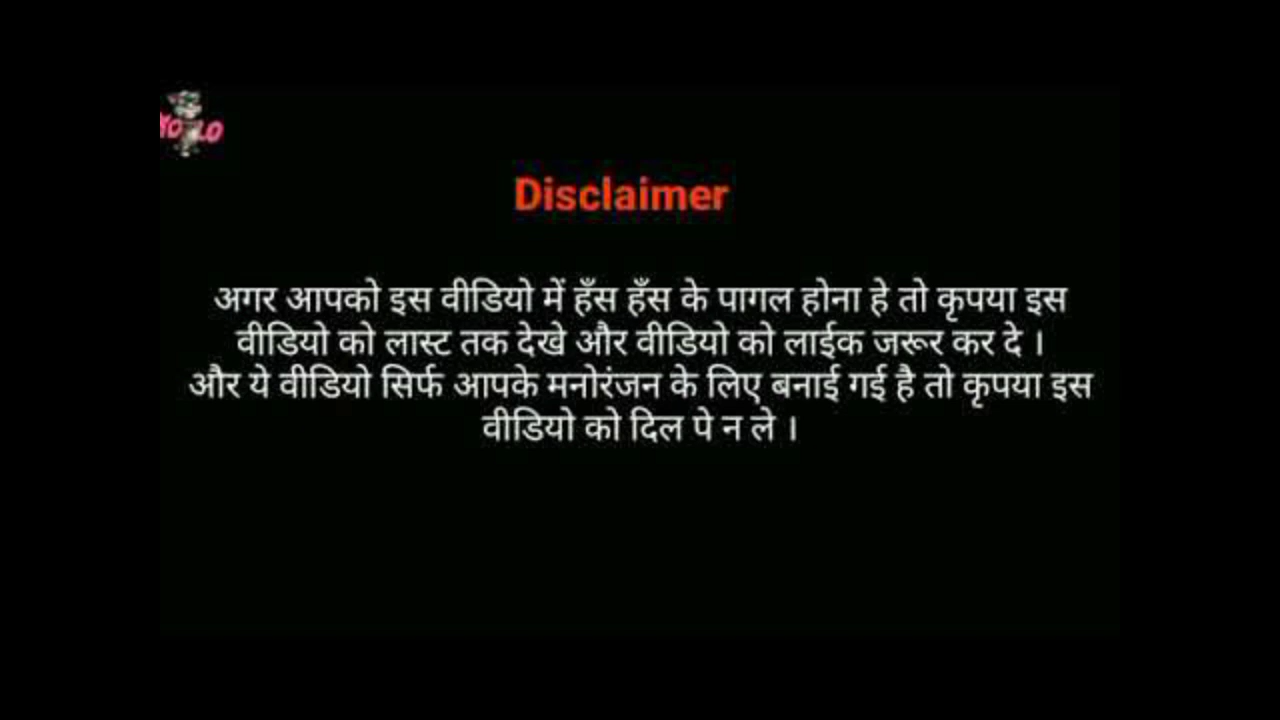 YOLO
Disclaimer
अगर आपको इस वीडियो में हँस हँस के पागल होना हे तो कृपया इस
वीडियो को लास्ट तक देखे और वीडियो को लाईक जरूर कर दे ।
और ये वीडियो सिर्फ आपके मनोरंजन के लिए बनाई गई है तो कृपया इस
वीडियो को दिल पे न ले ।